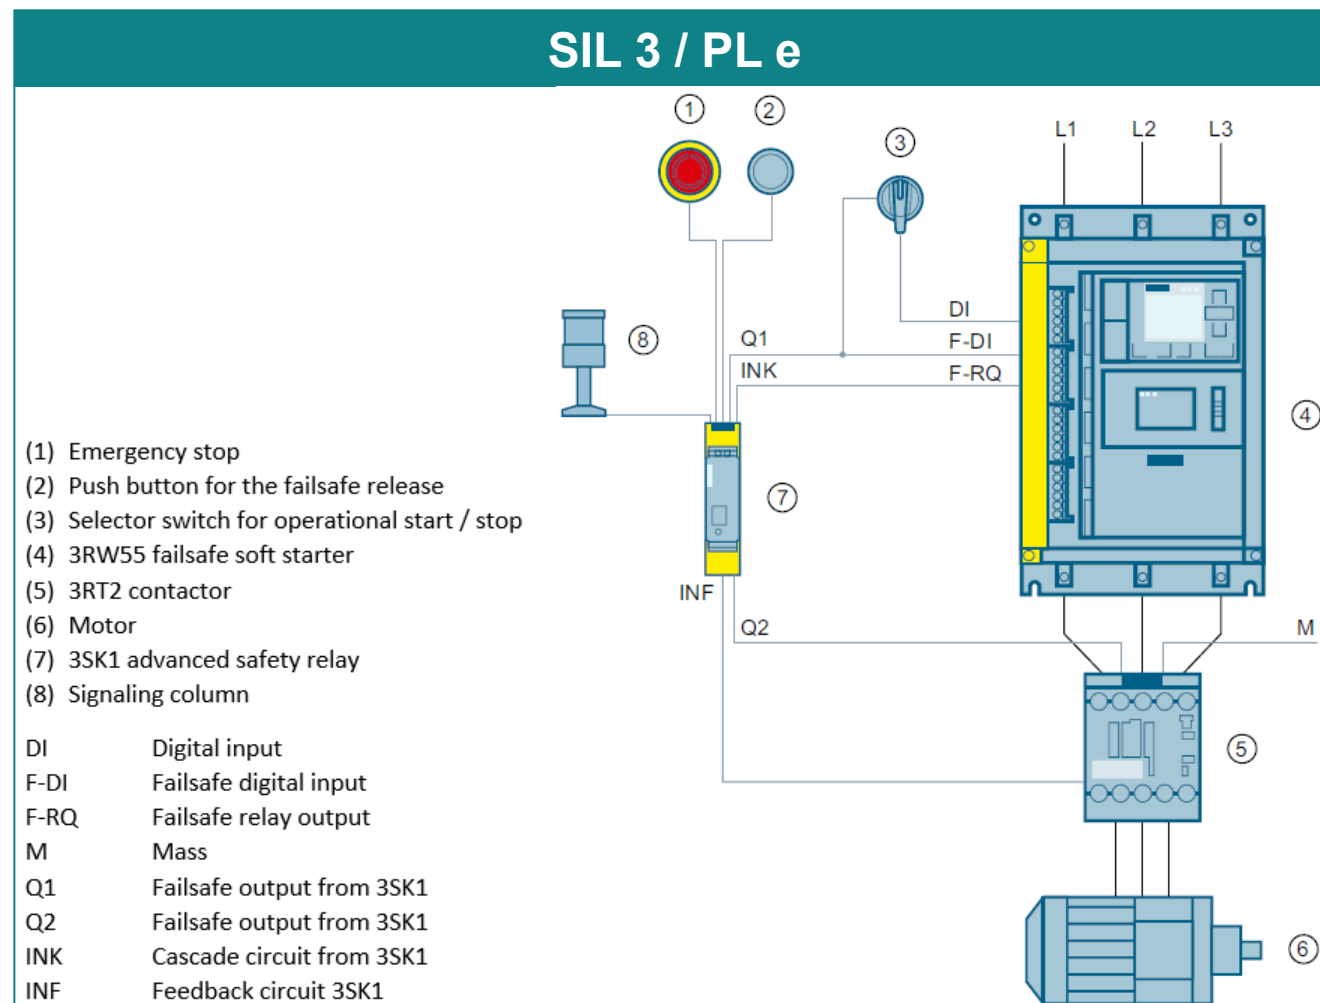 SIL 3 / PL e
1
2
3
L1
L2
L3
DI
Q1
F-DI
8
INK
F-RQ
4
7
INF
Q2
M
5
6
(1) Emergency stop
(2) Push button for the failsafe release
(3) Selector switch for operational start / stop
(4) 3RW55 failsafe soft starter
(5) 3RT2 contactor
(6) Motor
(7) 3SK1 advanced safety relay
(8) Signaling column
DI Digital input
F-DI Failsafe digital input
F-RQ Failsafe relay output
M Mass
Q1 Failsafe output from 3SK1
Q2 Failsafe output from 3SK1
INK Cascade circuit from 3SK1
INF Feedback circuit 3SK1